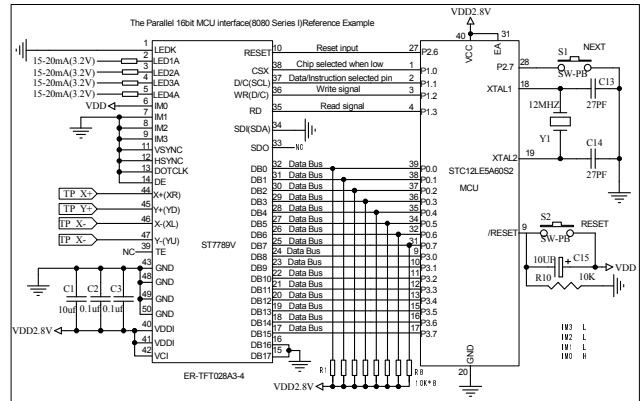 The Parallel 16bit MCU interface(8080 Series I)Reference Example
VDD2.8V
1 LEDK
15-20mA(3.2V) 2 LED1A
15-20mA(3.2V) 3 LED2A
15-20mA(3.2V) 4 LED3A
15-20mA(3.2V) 5 LED4A
VDD 6 IM0
7 IM1
8 IM2
9 IM3
11 VSYNC
12 HSYNC
13 DOTCLK
14 DE
TP X+ 44 X+(XR)
TP Y+ 45 Y+(YD)
TP X- 46 X-(XL)
TP X- 47 Y-(YU)
NC 39 TE
43 GND
48 GND
49 GND
50 GND
C1 C2 C3
10uf 0.1uf 0.1uf
VDD2.8V 40 VDDI
41 VDDI
42 VCI
ST7789V
ER-TFT028A3-4
RESET 10 Reset input 27 P2.6
CSX 38 Chip selected when low 1 P1.0
D/C(SCL) 37 Data/Instruction selected pin 2 P1.1
WR(D/C) 36 Write signal 3 P1.2
RD 35 Read signal 4 P1.3
SDI(SDA) 34
SDO 33 NC
DB0 32 Data Bus 39 P0.0
DB1 31 Data Bus 38 P0.1
DB2 30 Data Bus 37 P0.2
DB3 29 Data Bus 36 P0.3
DB4 28 Data Bus 35 P0.4
DB5 27 Data Bus 34 P0.5
DB6 26 Data Bus 32 P0.6
DB7 25 Data Bus 31 P0.7
DB8 24 Data Bus 9 P3.0
DB9 23 Data Bus 10 P3.1
DB10 22 Data Bus 11 P3.2
DB11 21 Data Bus 12 P3.3
DB12 20 Data Bus 13 P3.3
DB13 19 Data Bus 14 P3.4
DB14 18 Data Bus 15 P3.5
DB15 17 Data Bus 16 P3.6
DB16 16 17 P3.7
DB17 15
R1 R8
10K*8
VDD2.8V
40 31
VCC EA
P2.7 28 S1 NEXT
SW-PB
XTAL1 18 C13
12MHZ 27PF
Y1
XTAL2 19 C14
27PF
STC12LE5A60S2
MCU
/RESET 9 S2 RESET
SW-PB
10UF + C15 VDD
R10 10K
GND
20
IM3 L
IM2 L
IM1 L
IM0 H